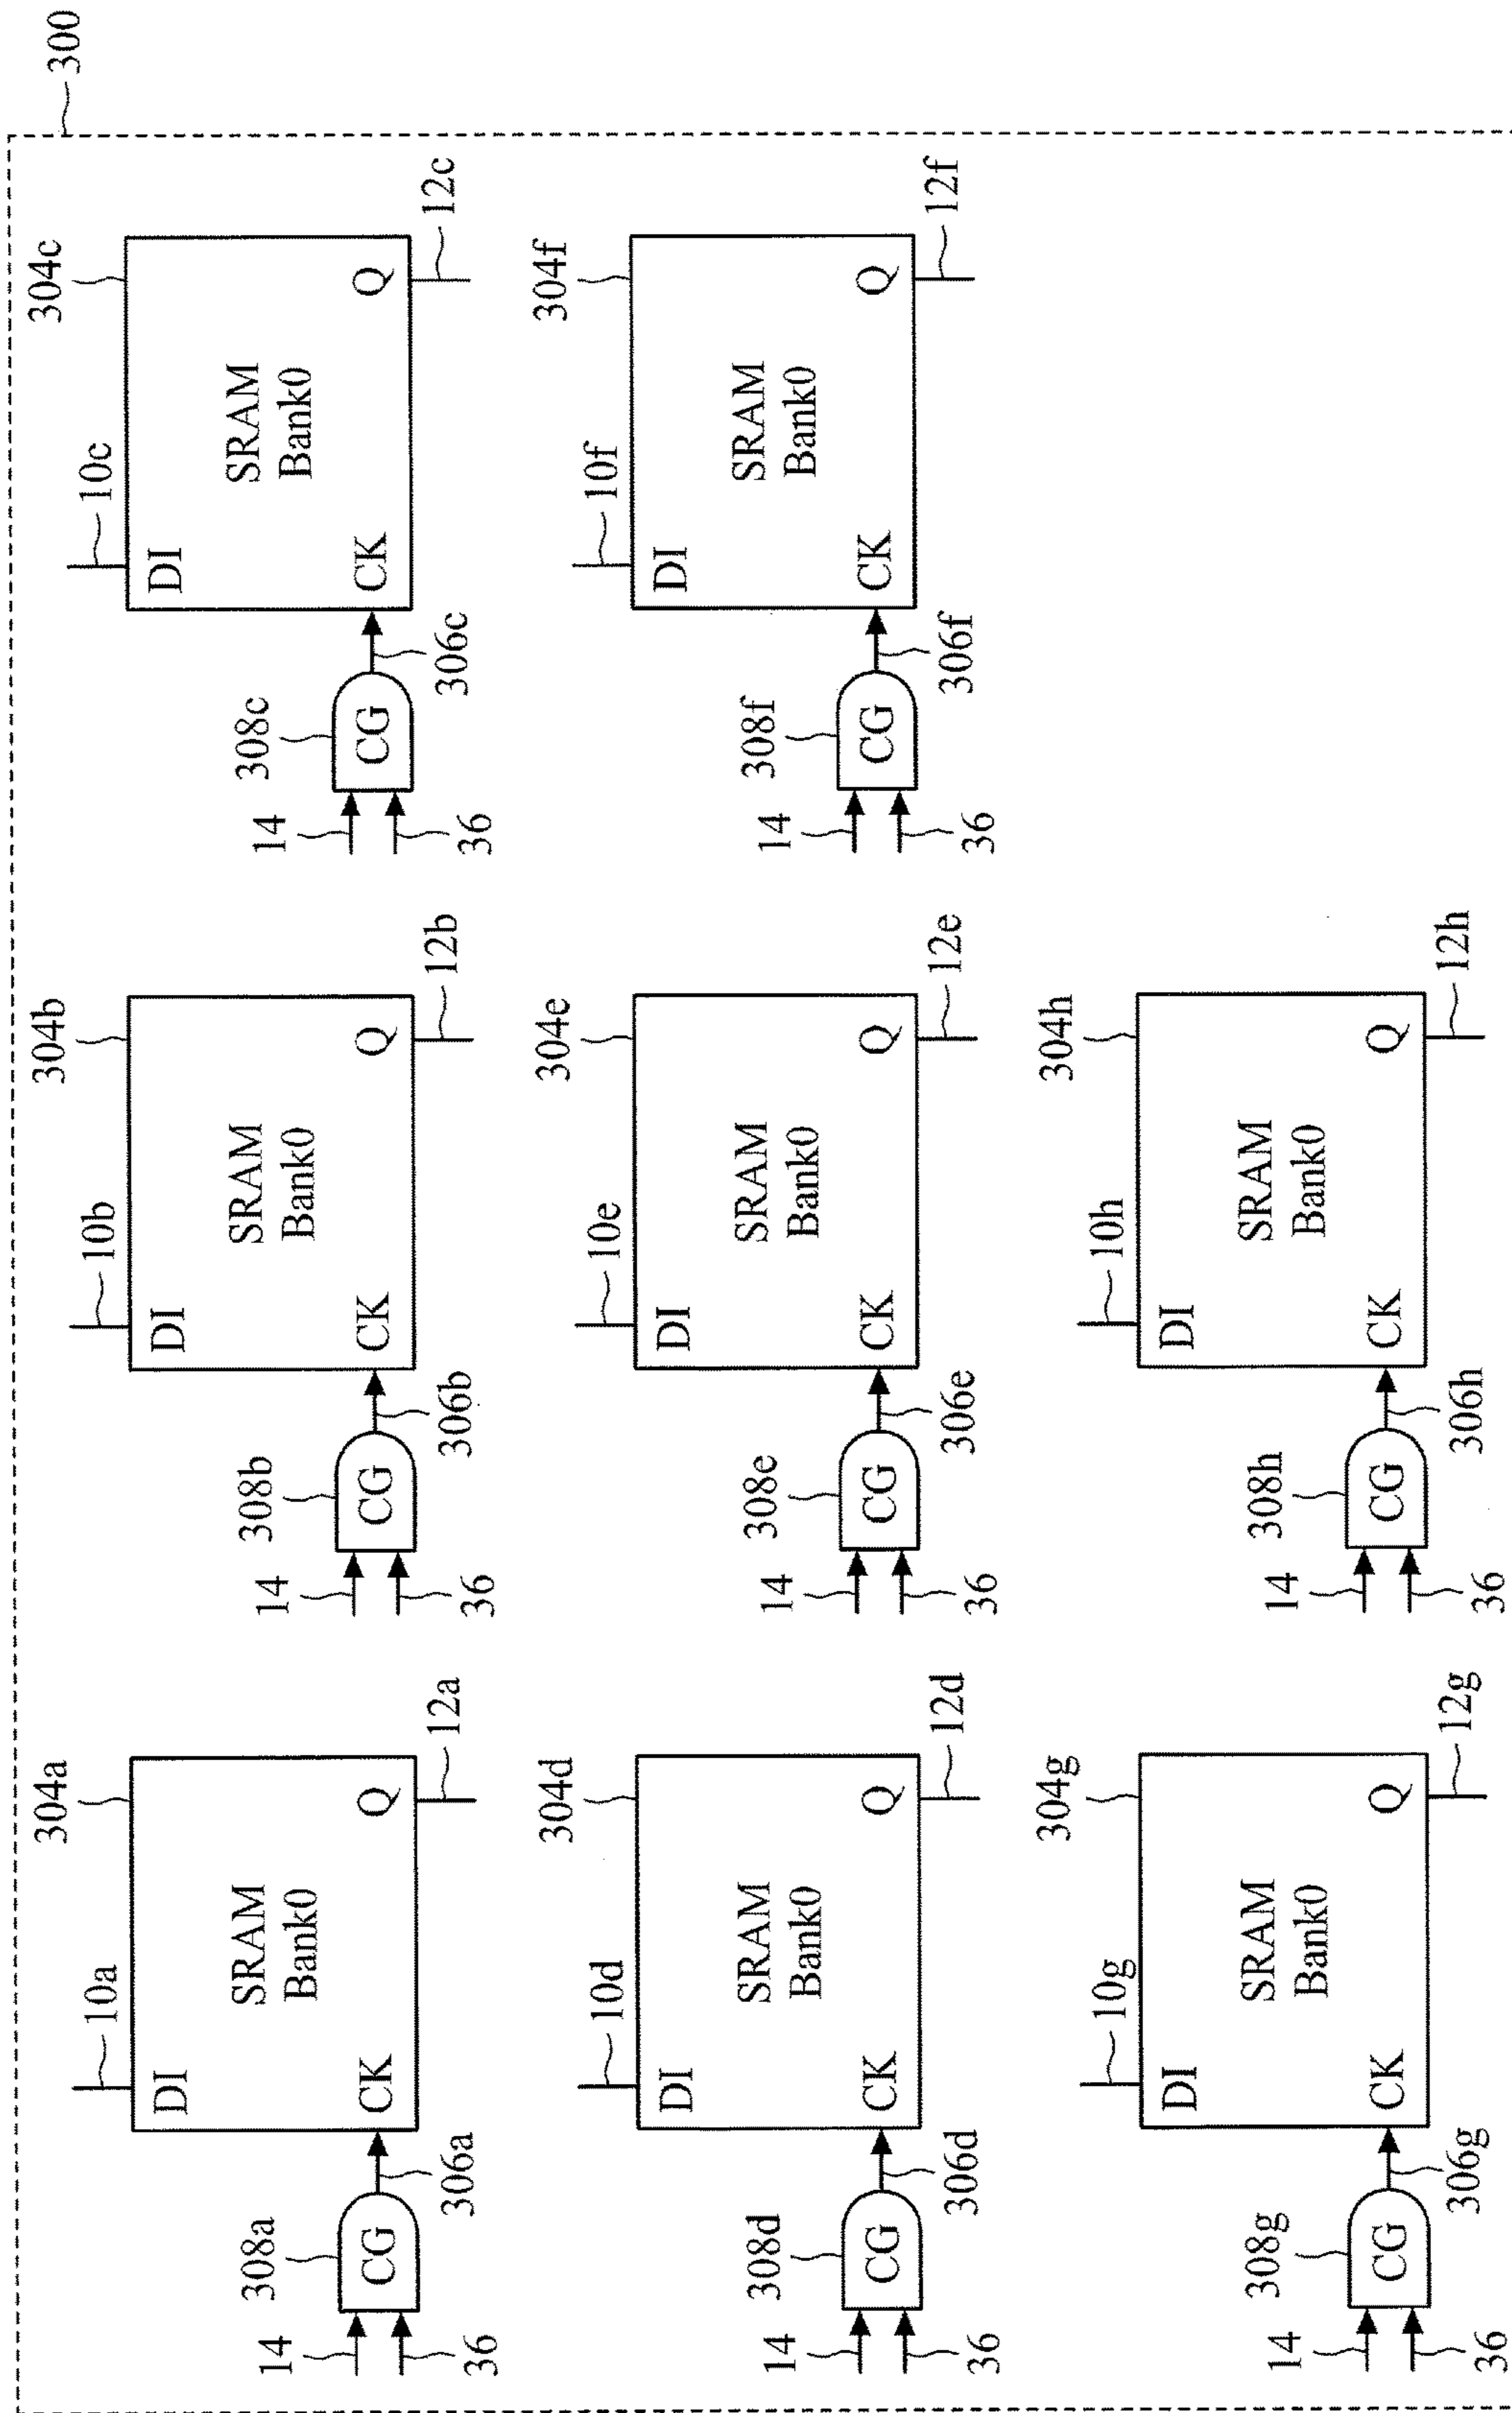 300
10a
304a
DI
SRAM
Bank0
308a
14
CG
CK
Q
36
306a
12a
10b
304b
DI
SRAM
Bank0
308b
14
CG
CK
Q
36
306b
12b
10c
304c
DI
SRAM
Bank0
308c
14
CG
CK
Q
36
306c
12c
10d
304d
DI
SRAM
Bank0
308d
14
CG
CK
Q
36
306d
12d
10e
304e
DI
SRAM
Bank0
308e
14
CG
CK
Q
36
306e
12e
10f
304f
DI
SRAM
Bank0
308f
14
CG
CK
Q
36
306f
12f
10g
304g
DI
SRAM
Bank0
308g
14
CG
CK
Q
36
306g
12g
10h
304h
DI
SRAM
Bank0
308h
14
CG
CK
Q
36
306h
12h